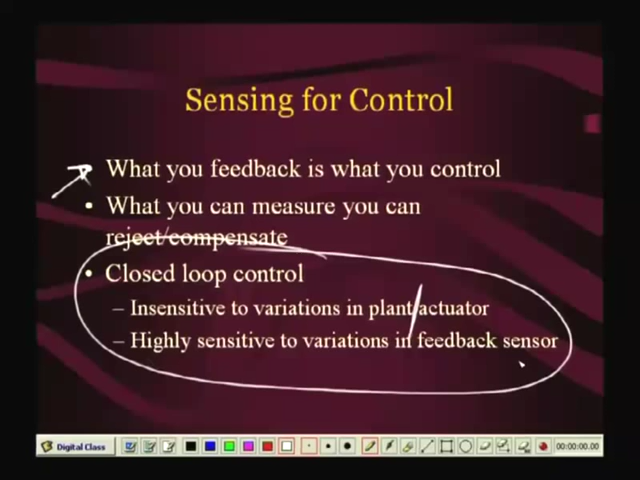 Sensing for Control
What you feedback is what you control
• What you can measure you can
reject/compensate
• Closed loop control
– Insensitive to variations in plant/actuator
– Highly sensitive to variations in feedback sensor
Digital Class
00:00:00.00